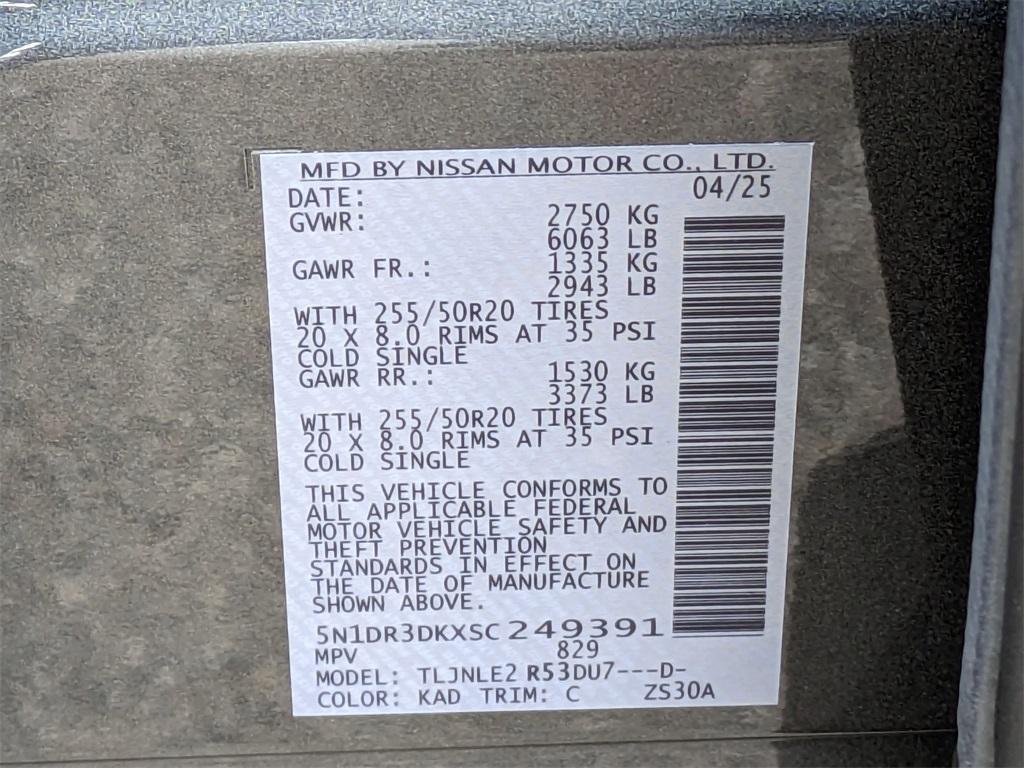 MFD BY NISSAN MOTOR CO., LTD.
DATE: 04/25
GVWR: 2750 KG
6063 LB
GAWR FR.: 1335 KG
2943 LB
WITH 255/50R20 TIRES
20 X 8.0 RIMS AT 35 PSI
COLD SINGLE
GAWR RR.: 1530 KG
3373 LB
WITH 255/50R20 TIRES
20 X 8.0 RIMS AT 35 PSI
COLD SINGLE
THIS VEHICLE CONFORMS TO
ALL APPLICABLE FEDERAL
MOTOR VEHICLE SAFETY AND
THEFT PREVENTION
STANDARDS IN EFFECT ON
THE DATE OF MANUFACTURE
SHOWN ABOVE.
5N1DR3DKXSC249391
MPV 829
MODEL: TLJNLE2 R53DU7---D-
COLOR: KAD TRIM: C ZS30A